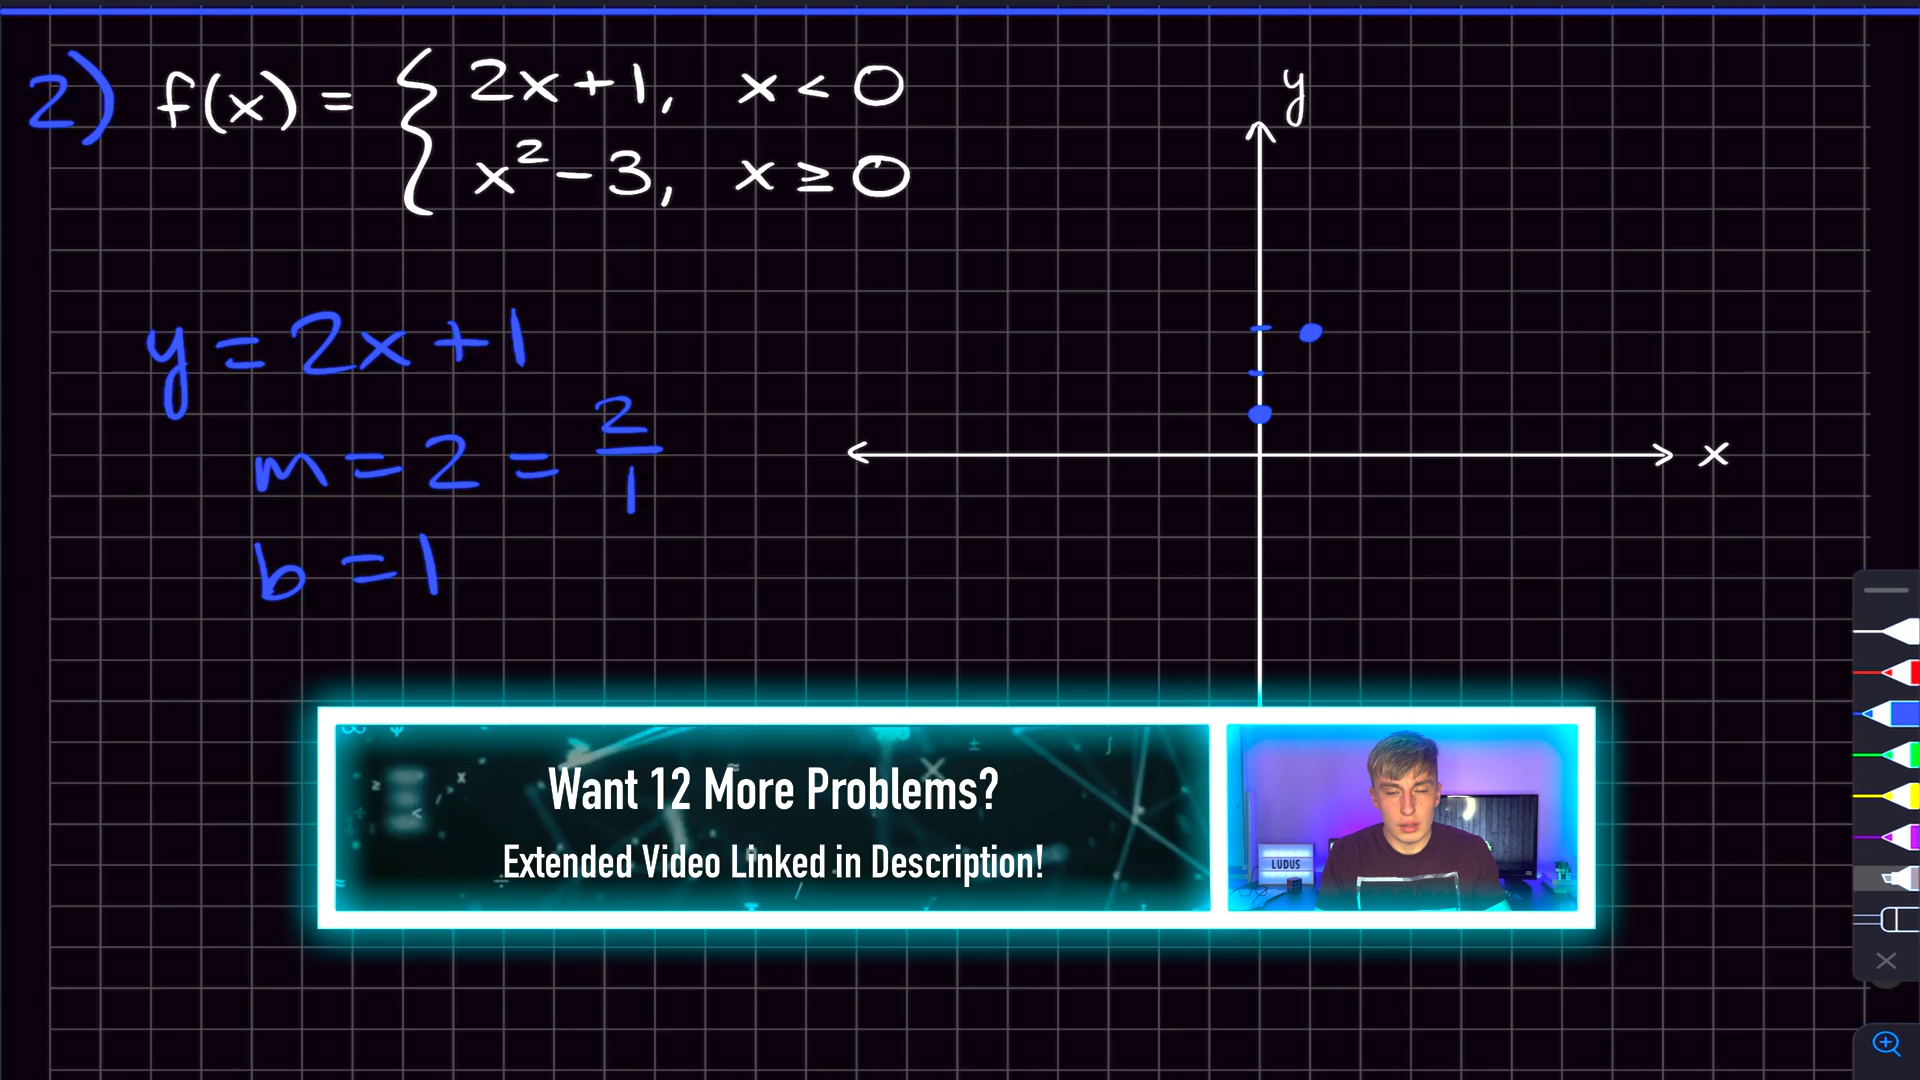 2) f(x) = { 2x+1, x < 0
x² - 3, x ≥ 0
y
y = 2x + 1
m = 2 = 2/1
b = 1
x
Want 12 More Problems?
Extended Video Linked in Description!
LUDUS